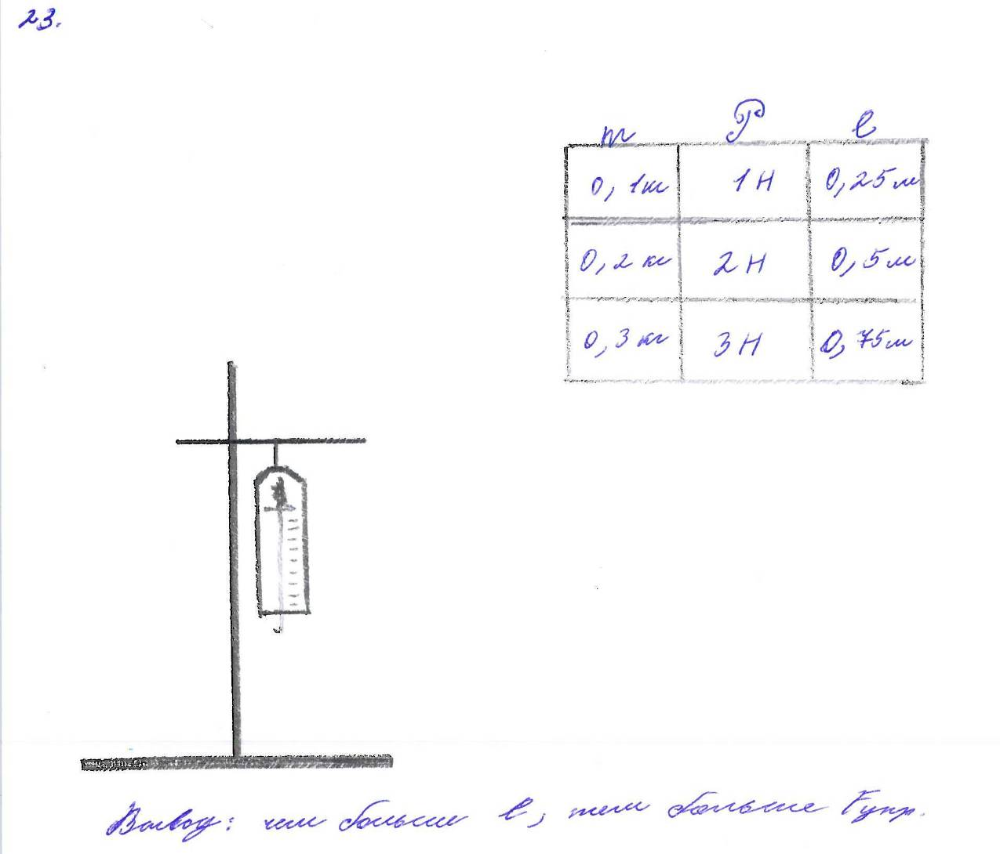 23.
m P l
0,1кг 1Н 0,25м
0,2кг 2Н 0,5м
0,3кг 3Н 0,75м
Вывод: чем больше l, тем больше Fупр.